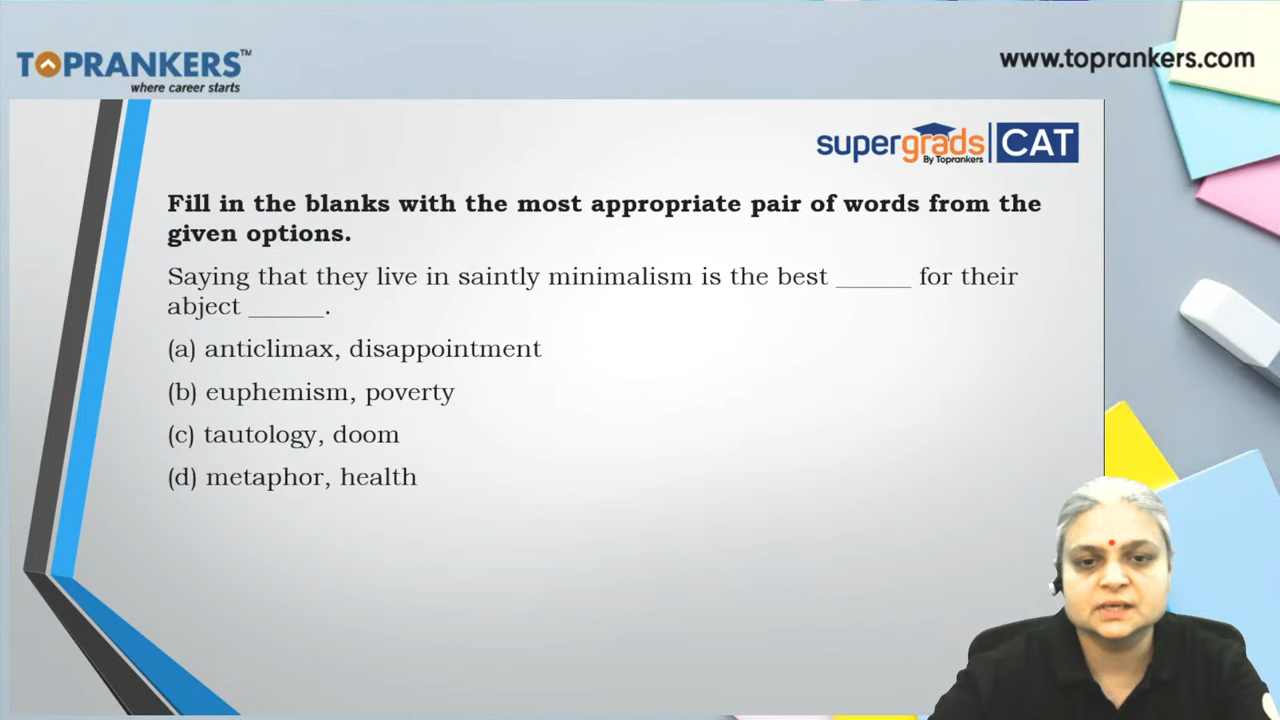 TOPRANKERS™
where career starts
www.toprankers.com
supergrads CAT
By Toprankers
Fill in the blanks with the most appropriate pair of words from the
given options.
Saying that they live in saintly minimalism is the best ______ for their
abject ______.
(a) anticlimax, disappointment
(b) euphemism, poverty
(c) tautology, doom
(d) metaphor, health